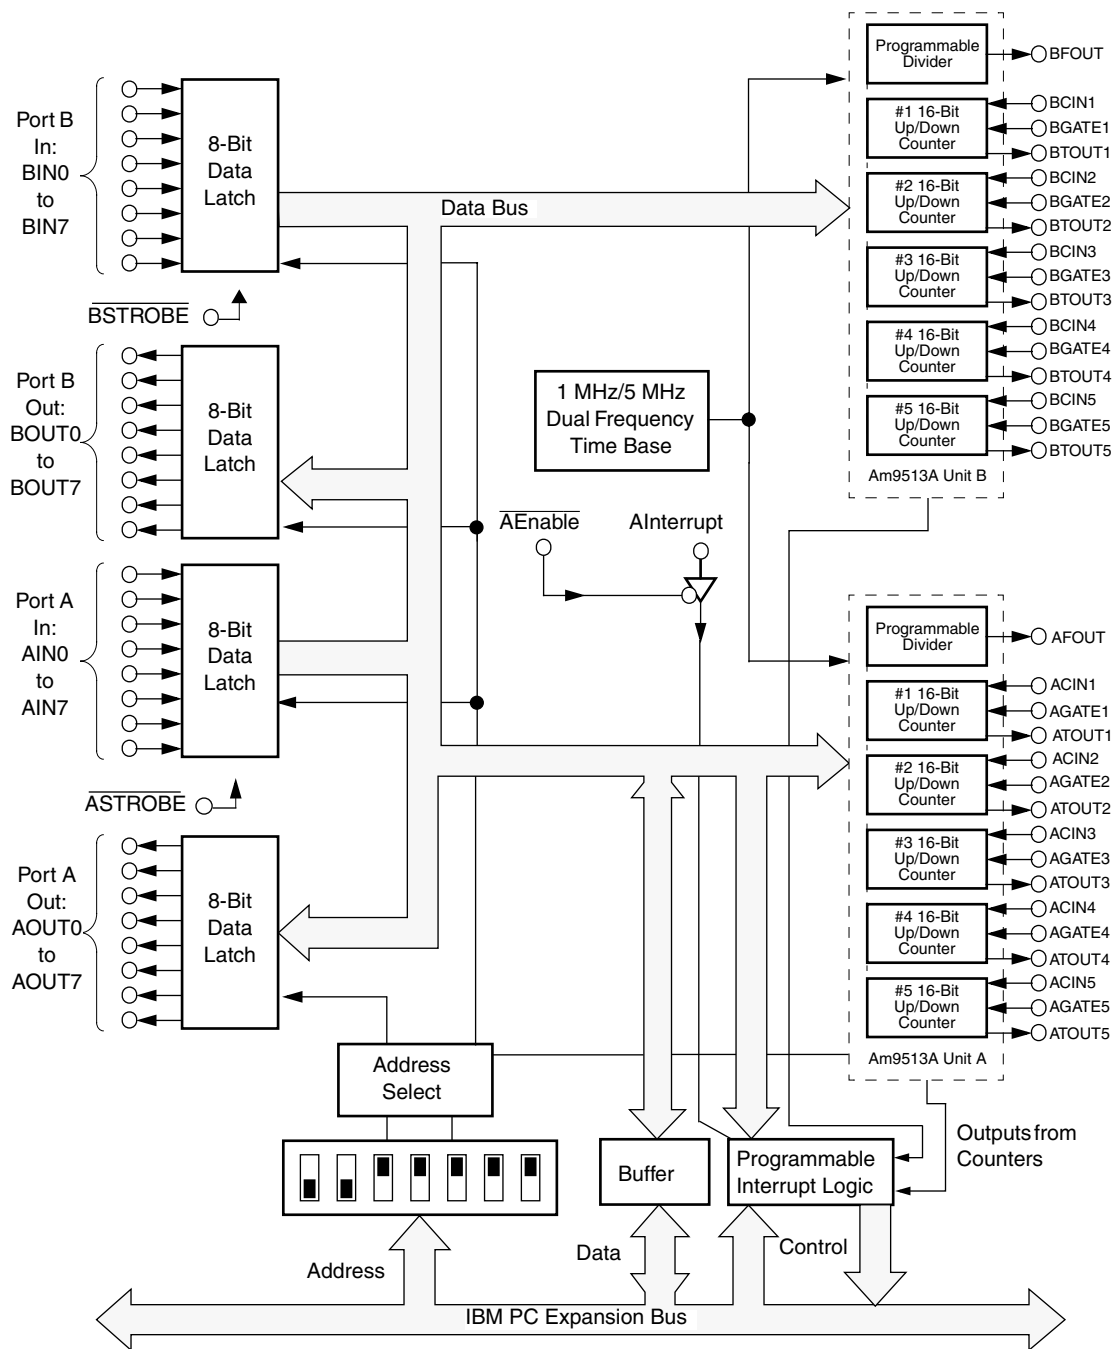 Port B
In:
BIN0
to
BIN7
8-Bit
Data
Latch
BSTROBE
Port B
Out:
BOUT0
to
BOUT7
8-Bit
Data
Latch
Port A
In:
AIN0
to
AIN7
8-Bit
Data
Latch
ASTROBE
Port A
Out:
AOUT0
to
AOUT7
8-Bit
Data
Latch
Data Bus
1 MHz/5 MHz
Dual Frequency
Time Base
AEnable
AInterrupt
Programmable
Divider
BFOUT
#1 16-Bit
Up/Down
Counter
BCIN1
BGATE1
BTOUT1
#2 16-Bit
Up/Down
Counter
BCIN2
BGATE2
BTOUT2
#3 16-Bit
Up/Down
Counter
BCIN3
BGATE3
BTOUT3
#4 16-Bit
Up/Down
Counter
BCIN4
BGATE4
BTOUT4
#5 16-Bit
Up/Down
Counter
BCIN5
BGATE5
BTOUT5
Am9513A Unit B
Programmable
Divider
AFOUT
#1 16-Bit
Up/Down
Counter
ACIN1
AGATE1
ATOUT1
#2 16-Bit
Up/Down
Counter
ACIN2
AGATE2
ATOUT2
#3 16-Bit
Up/Down
Counter
ACIN3
AGATE3
ATOUT3
#4 16-Bit
Up/Down
Counter
ACIN4
AGATE4
ATOUT4
#5 16-Bit
Up/Down
Counter
ACIN5
AGATE5
ATOUT5
Am9513A Unit A
Address
Select
Buffer
Programmable
Interrupt Logic
Outputs from
Counters
Address
Data
Control
IBM PC Expansion Bus